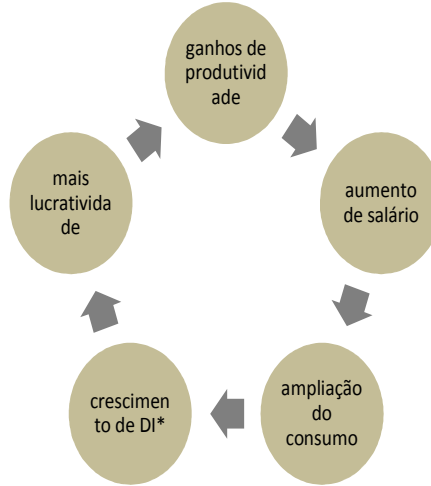 ganhos de
produtivid
ade
aumento
de salário
ampliação
do
consumo
crescimen
to de DI*
mais
lucrativida
de